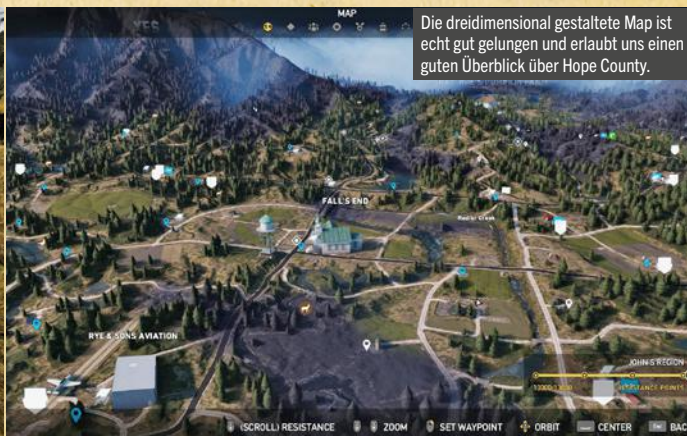 MAP
Die dreidimensional gestaltete Map ist
echt gut gelungen und erlaubt uns einen
guten Überblick über Hope County.
FALL'S END
RYE & SONS AVIATION
JOHN'S REGION
RESISTANCE POINTS
(SCROLL) RESISTANCE ZOOM SET WAYPOINT ORBIT CENTER BACK